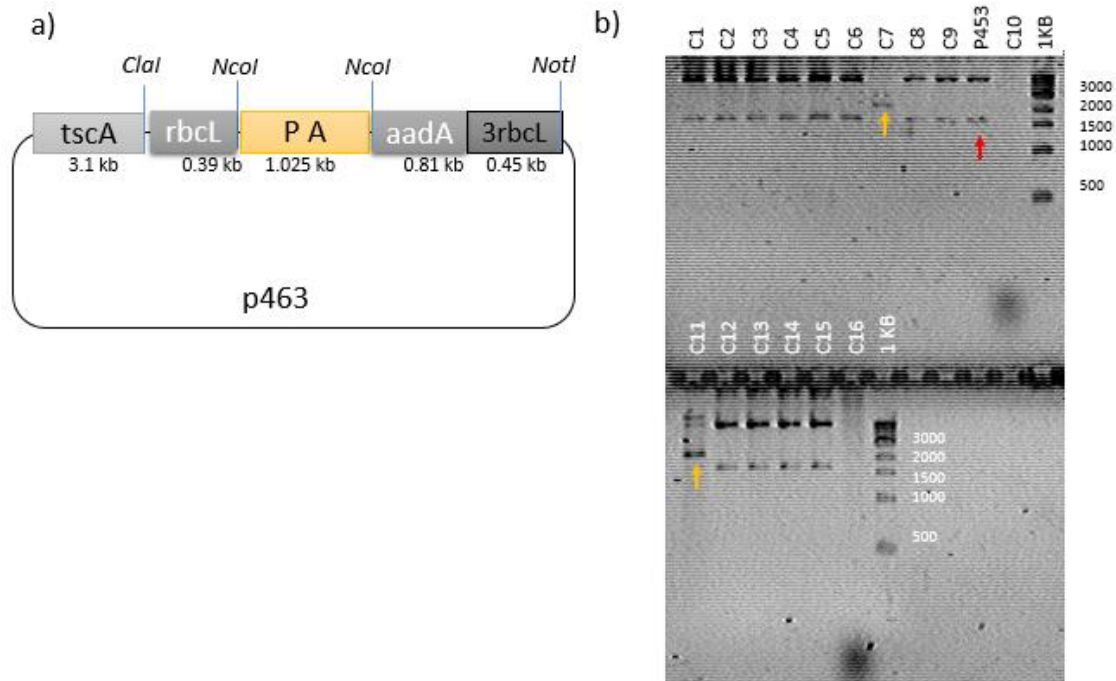 a)
ClaI NcoI NcoI NotI
tscA rbcL P A aadA 3rbcL
3.1 kb 0.39 kb 1.025 kb 0.81 kb 0.45 kb
p463
b)
C1 C2 C3 C4 C5 C6 C7 C8 C9 P453 C10 1KB
3000
2000
1500
1000
500
C11 C12 C13 C14 C15 C16 1 KB
3000
2000
1500
1000
500